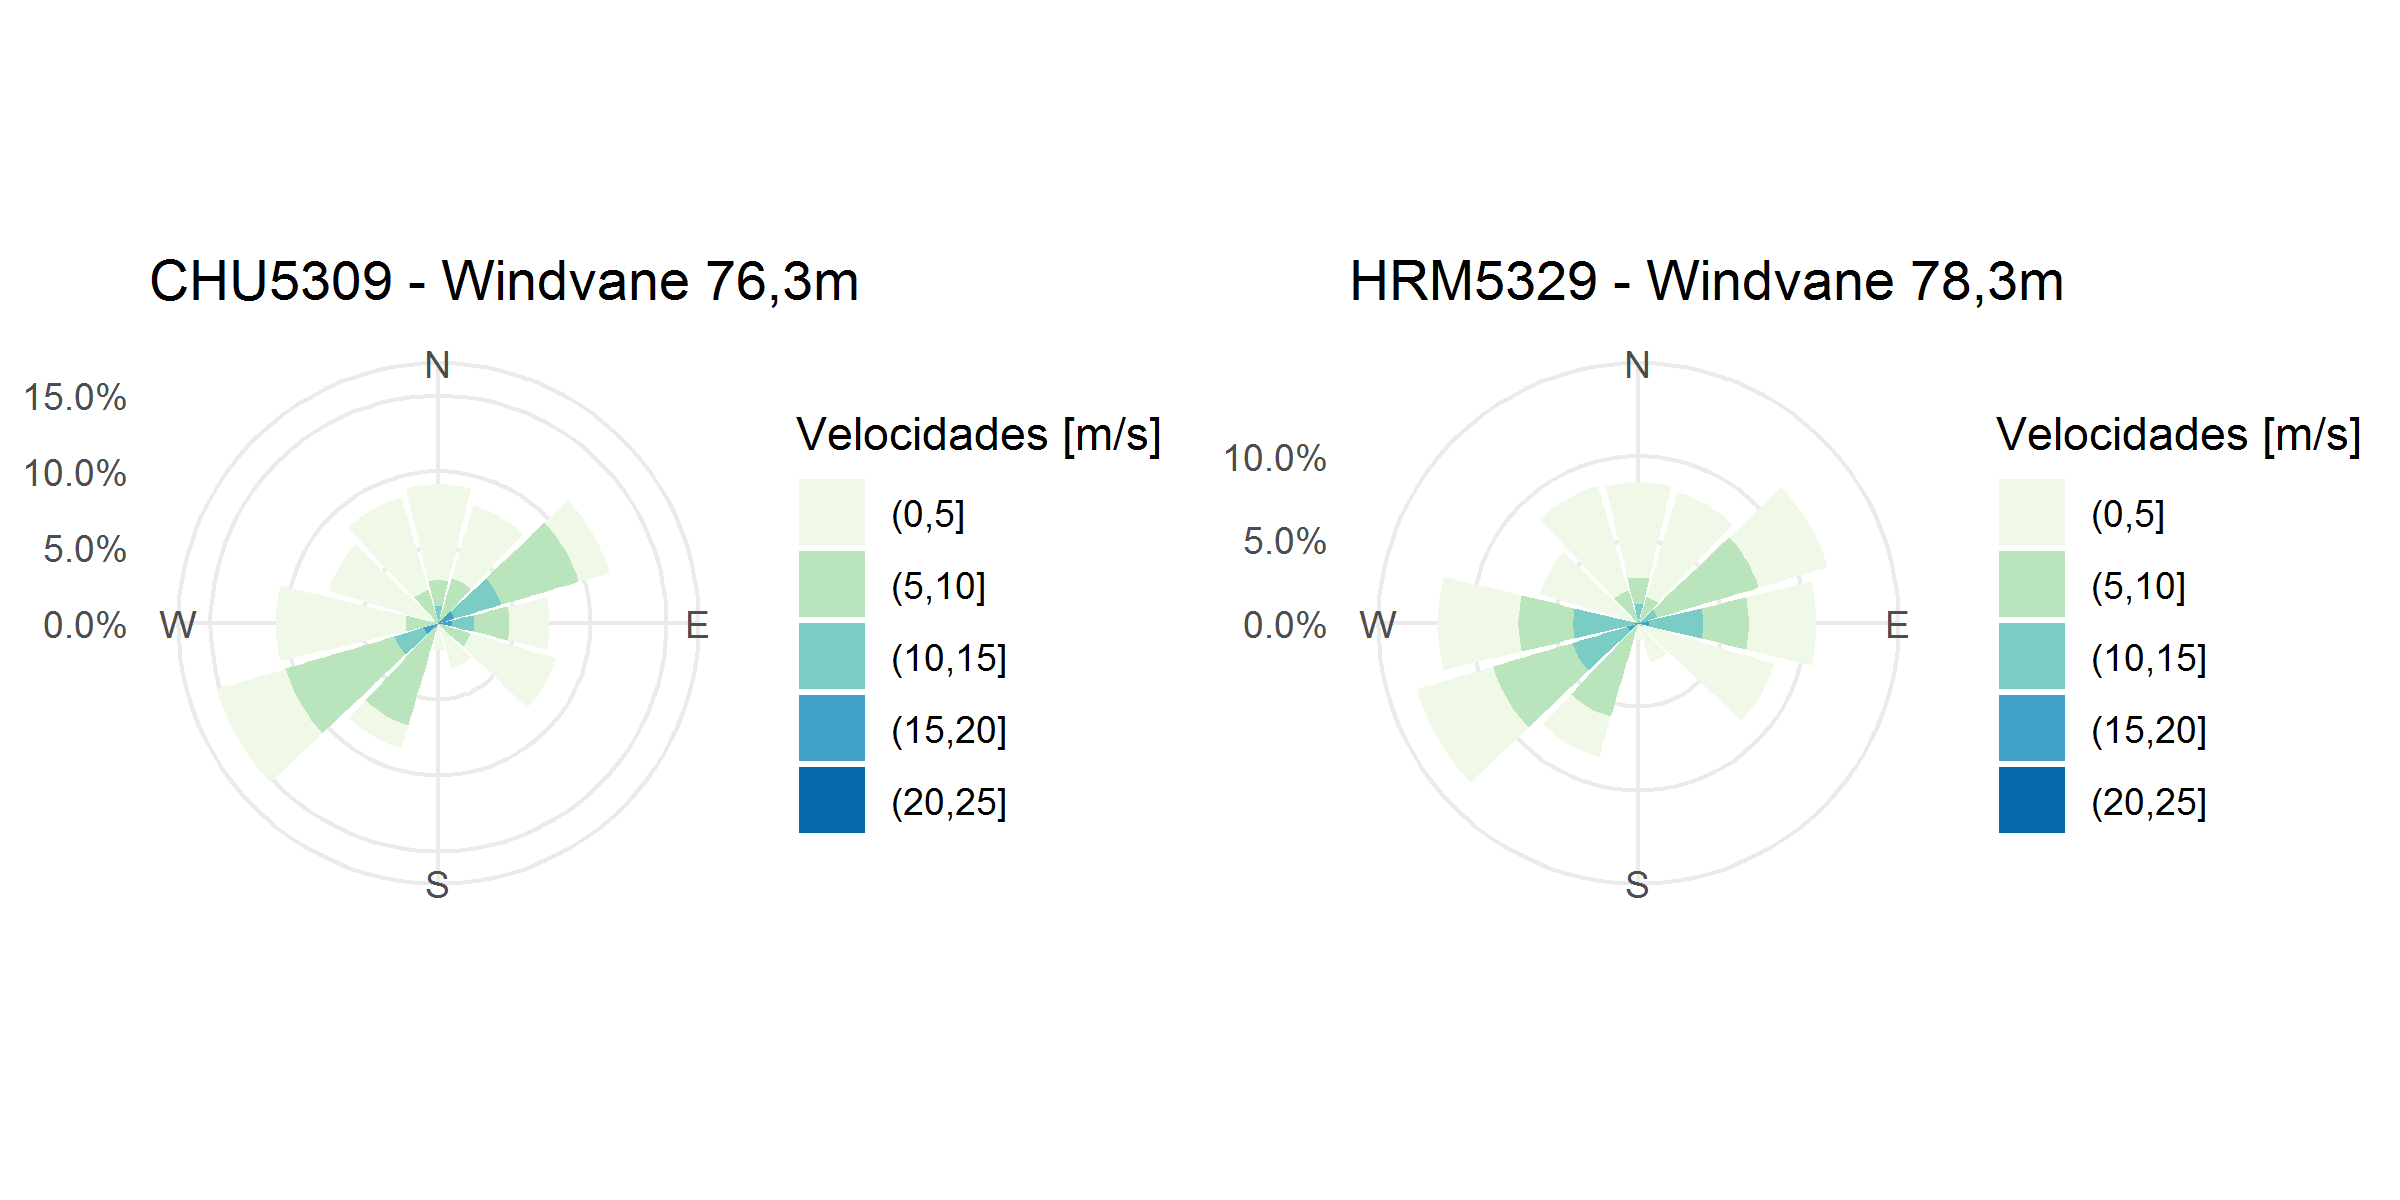 CHU5309 - Windvane 76,3m
N
15.0%
10.0%
5.0%
0.0%
W
E
S
Velocidades [m/s]
(0,5]
(5,10]
(10,15]
(15,20]
(20,25]
HRM5329 - Windvane 78,3m
N
10.0%
5.0%
0.0%
W
E
S
Velocidades [m/s]
(0,5]
(5,10]
(10,15]
(15,20]
(20,25]